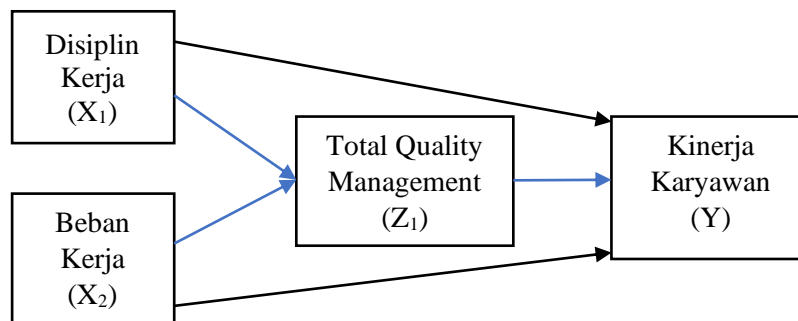 Disiplin
Kerja
(X₁)
Total Quality
Management
(Z₁)
Kinerja
Karyawan
(Y)
Beban
Kerja
(X₂)